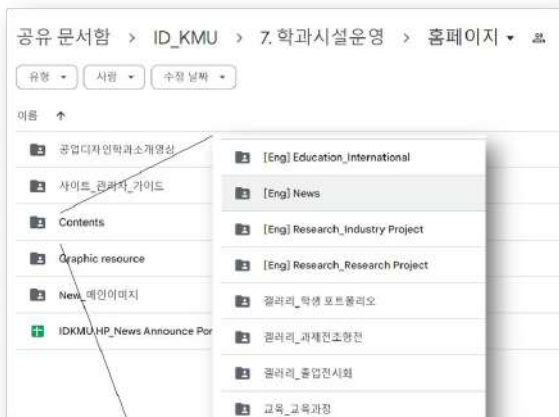 공유 문서함 > ID_KMU > 7. 학과시설운영 > 홈페이지
유형 사람 수정 날짜
이름
공업디자인학과소개영상
사이트_관리자_가이드
Contents
Graphic resource
New_메인이미지
IDKMU HP_News Announce Por
[Eng] Education_International
[Eng] News
[Eng] Research_Industry Project
[Eng] Research_Research Project
갤러리_학생 포트폴리오
갤러리_과제전조형전
갤러리_졸업전시회
교육_교육과정